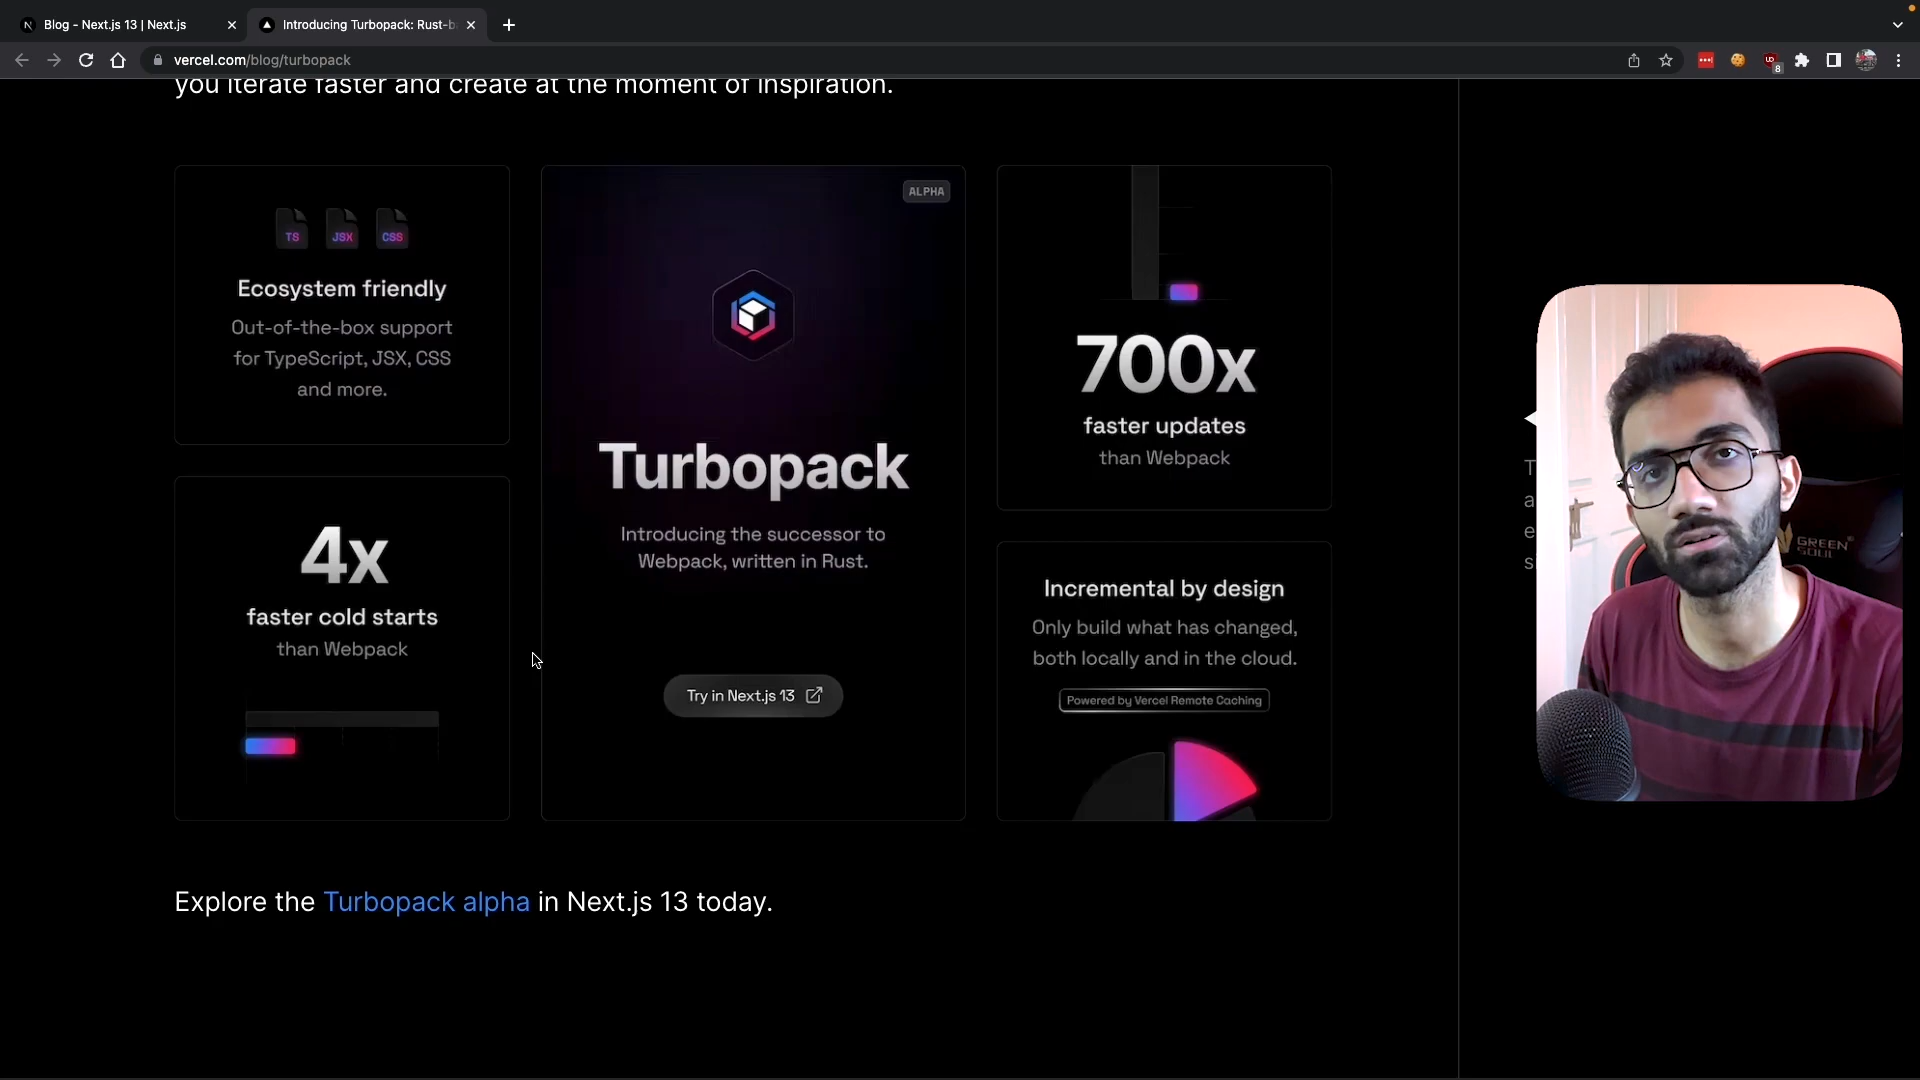 Blog - Next.js 13 | Next.js
Introducing Turbopack: Rust-b
vercel.com/blog/turbopack
UD
8
you iterate faster and create at the moment of inspiration.
TS JSX CSS
Ecosystem friendly
Out-of-the-box support
for TypeScript, JSX, CSS
and more.
4x
faster cold starts
than Webpack
ALPHA
Turbopack
Introducing the successor to
Webpack, written in Rust.
Try in Next.js 13
700x
faster updates
than Webpack
Incremental by design
Only build what has changed,
both locally and in the cloud.
Powered by Vercel Remote Caching
Explore the Turbopack alpha in Next.js 13 today.
T
a
e
s
GREEN
SOUL